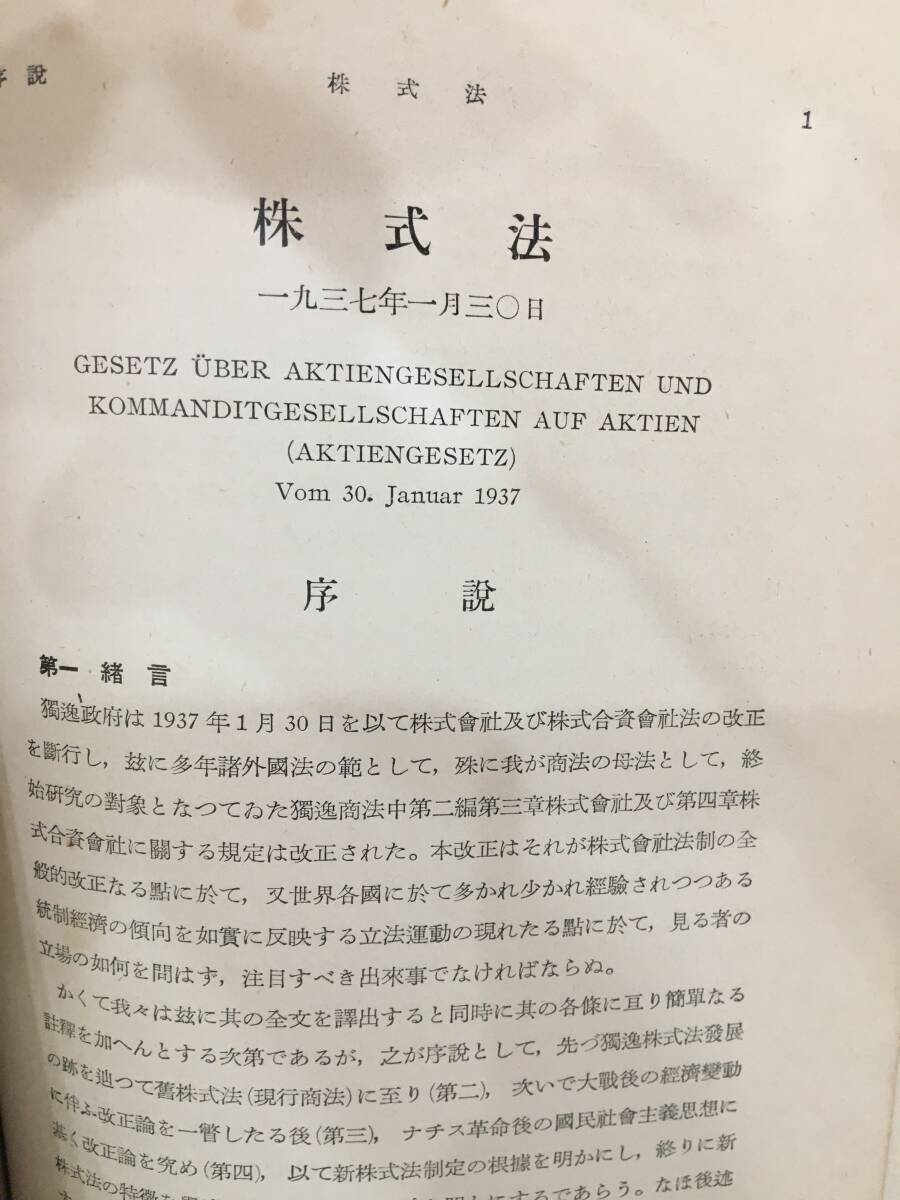 序說
株式法
1
株式法
一九三七年一月三〇日
GESETZ ÜBER AKTIENGESELLSCHAFTEN UND
KOMMANDITGESELLSCHAFTEN AUF AKTIEN
(AKTIENGESETZ)
Vom 30. Januar 1937
序說
第一 緖言
獨逸政府は 1937 年 1 月 30 日を以て株式會社及び株式合資會社法の改正
を斷行し，玆に多年諸外國法の範として，殊に我が商法の母法として，終
始硏究の對象となつてゐた獨逸商法中第二編第三章株式會社及び第四章株
式合資會社に關する規定は改正された。本改正はそれが株式會社法制の全
般的改正なる點に於て，又世界各國に於て多かれ少かれ經驗されつつある
統制經濟の傾向を如實に反映する立法運動の現れたる點に於て，見る者の
立場の如何を問はず，注目すべき出來事でなければならぬ。
かくて我々は玆に其の全文を譯出すると同時に其の各條に亘り簡單なる
註釋を加へんとする次第であるが，之が序說として，先づ獨逸株式法發展
の跡を辿つて舊株式法(現行商法)に至り(第二)，次いで大戰後の經濟變動
に伴ふ改正論を一瞥したる後(第三)，ナチス革命後の國民社會主義思想に
基く改正論を究め(第四)，以て新株式法制定の根據を明かにし，終りに新
株式法の特徵を
にするであらう。なほ後述